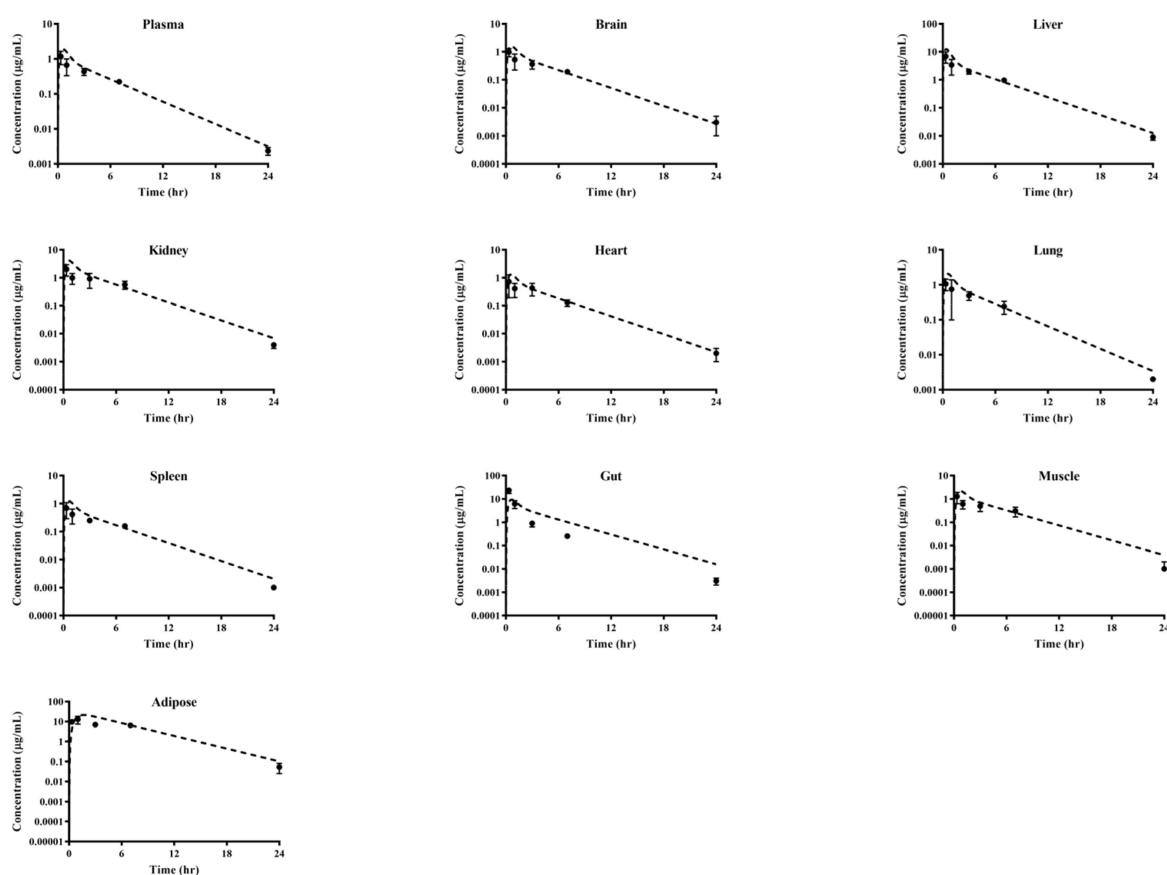 Plasma
Concentration (µg/mL)
10
1
0.1
0.01
0.001
0 6 12 18 24
Time (hr)
Brain
Concentration (µg/mL)
10
1
0.1
0.01
0.001
0.0001
0 6 12 18 24
Time (hr)
Liver
Concentration (µg/mL)
100
10
1
0.1
0.01
0.001
0 6 12 18 24
Time (hr)
Kidney
Concentration (µg/mL)
10
1
0.1
0.01
0.001
0.0001
0 6 12 18 24
Time (hr)
Heart
Concentration (µg/mL)
10
1
0.1
0.01
0.001
0.0001
0 6 12 18 24
Time (hr)
Lung
Concentration (µg/mL)
10
1
0.1
0.01
0.001
0 6 12 18 24
Time (hr)
Spleen
Concentration (µg/mL)
10
1
0.1
0.01
0.001
0.0001
0 6 12 18 24
Time (hr)
Gut
Concentration (µg/mL)
100
10
1
0.1
0.01
0.001
0.0001
0 6 12 18 24
Time (hr)
Muscle
Concentration (µg/mL)
10
1
0.1
0.01
0.001
0.0001
0.00001
0 6 12 18 24
Time (hr)
Adipose
Concentration (µg/mL)
100
10
1
0.1
0.01
0.001
0.0001
0.00001
0 6 12 18 24
Time (hr)